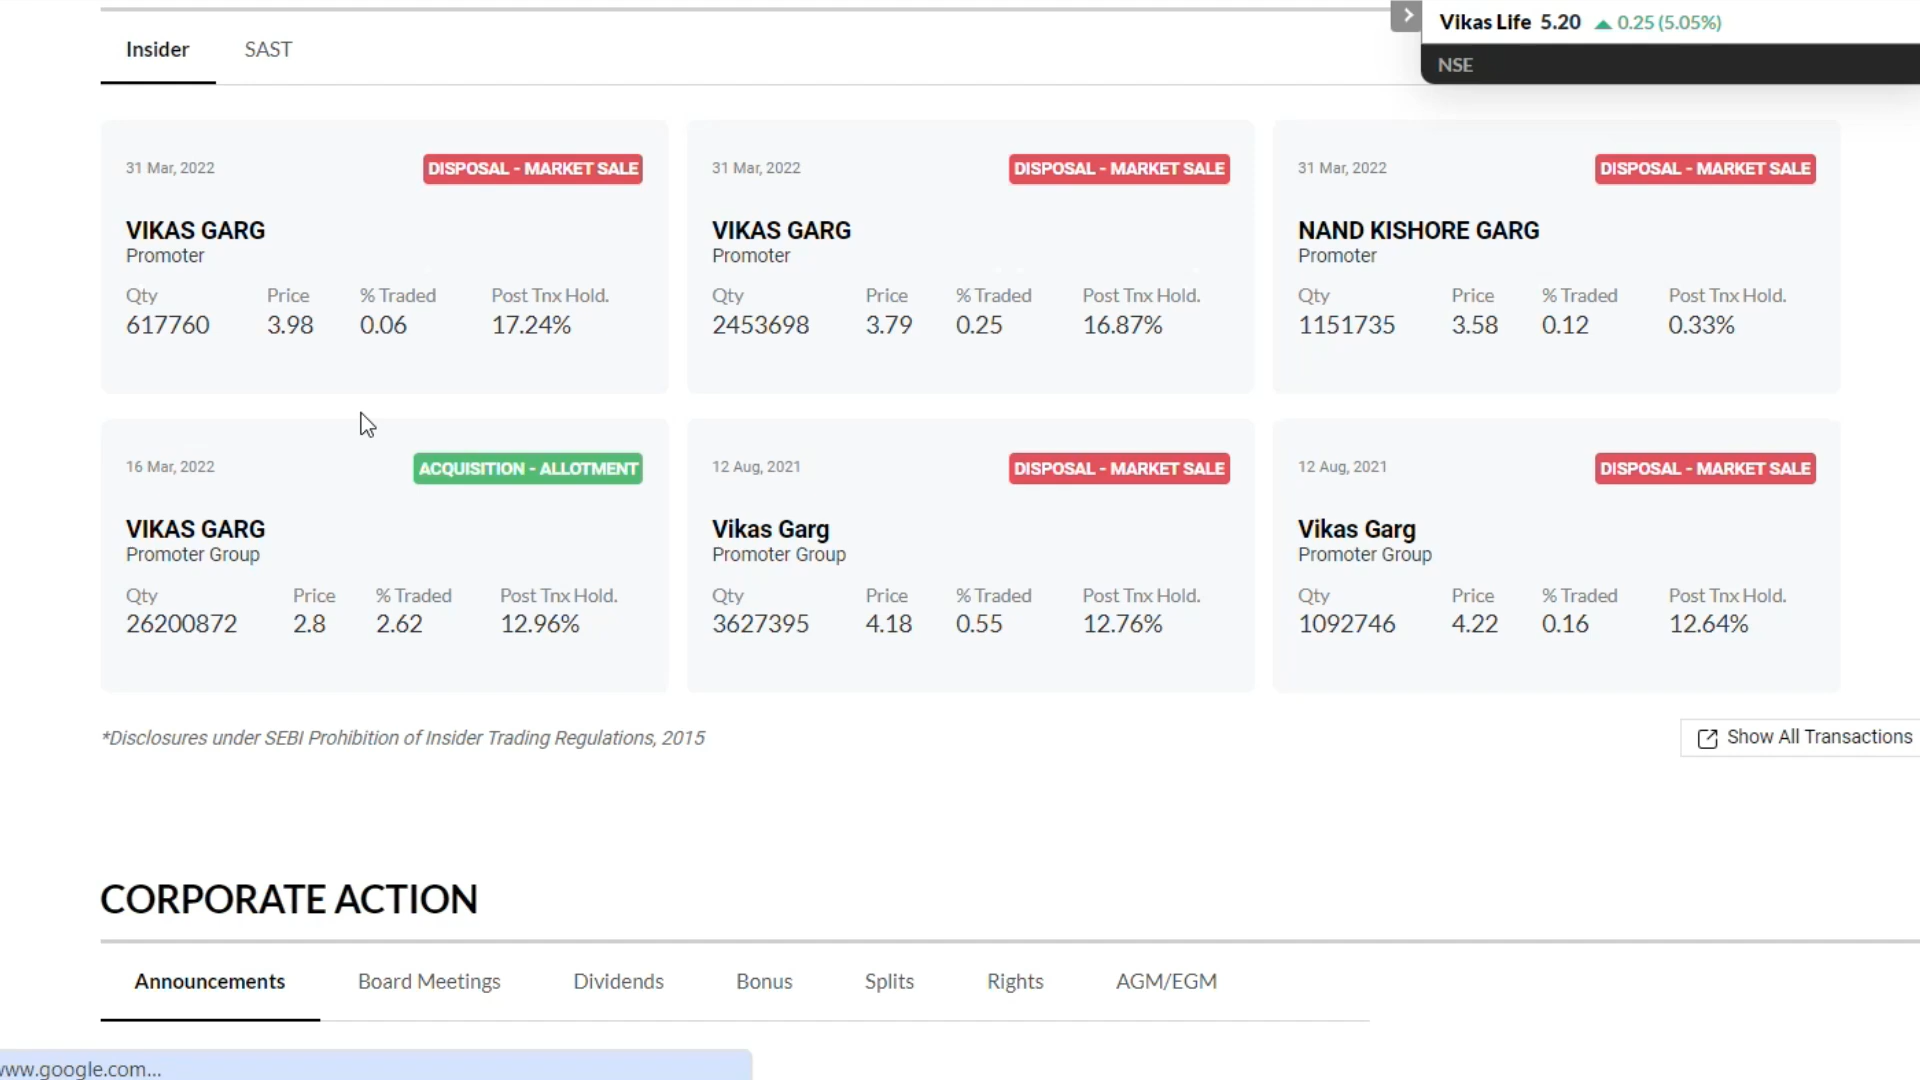 Vikas Life 5.20 0.25 (5.05%)
NSE
Insider SAST
31 Mar, 2022 DISPOSAL - MARKET SALE
VIKAS GARG
Promoter
Qty Price % Traded Post Tnx Hold.
617760 3.98 0.06 17.24%
31 Mar, 2022 DISPOSAL - MARKET SALE
VIKAS GARG
Promoter
Qty Price % Traded Post Tnx Hold.
2453698 3.79 0.25 16.87%
31 Mar, 2022 DISPOSAL - MARKET SALE
NAND KISHORE GARG
Promoter
Qty Price % Traded Post Tnx Hold.
1151735 3.58 0.12 0.33%
16 Mar, 2022 ACQUISITION - ALLOTMENT
VIKAS GARG
Promoter Group
Qty Price % Traded Post Tnx Hold.
26200872 2.8 2.62 12.96%
12 Aug, 2021 DISPOSAL - MARKET SALE
Vikas Garg
Promoter Group
Qty Price % Traded Post Tnx Hold.
3627395 4.18 0.55 12.76%
12 Aug, 2021 DISPOSAL - MARKET SALE
Vikas Garg
Promoter Group
Qty Price % Traded Post Tnx Hold.
1092746 4.22 0.16 12.64%
*Disclosures under SEBI Prohibition of Insider Trading Regulations, 2015
Show All Transactions
CORPORATE ACTION
Announcements Board Meetings Dividends Bonus Splits Rights AGM/EGM
www.google.com...